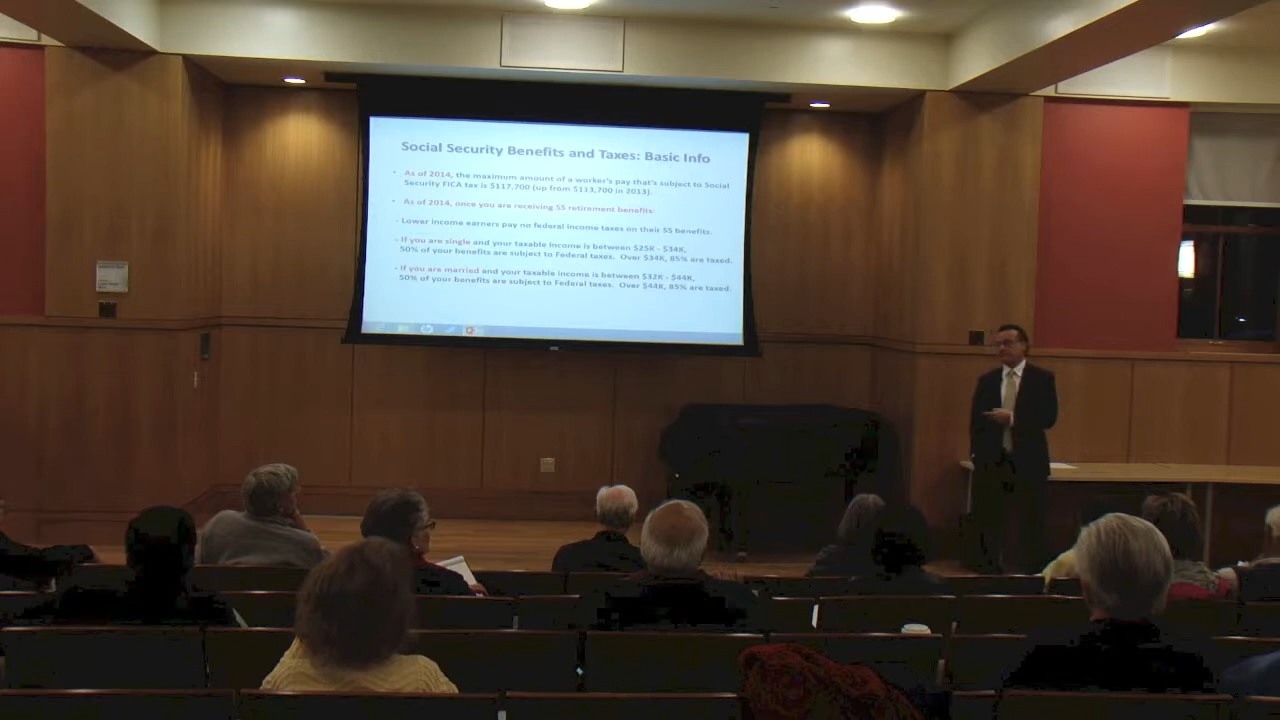 Social Security Benefits and Taxes: Basic Info
• As of 2014, the maximum amount of a worker's pay that's subject to Social
Security FICA tax is $117,700 (up from $113,700 in 2013).
• As of 2014, once you are receiving SS retirement benefits:
- Lower income earners pay no federal income taxes on their SS benefits.
- If you are single and your taxable income is between $25K - $34K,
50% of your benefits are subject to Federal taxes. Over $34K, 85% are taxed.
- If you are married and your taxable income is between $32K - $44K,
50% of your benefits are subject to Federal taxes. Over $44K, 85% are taxed.